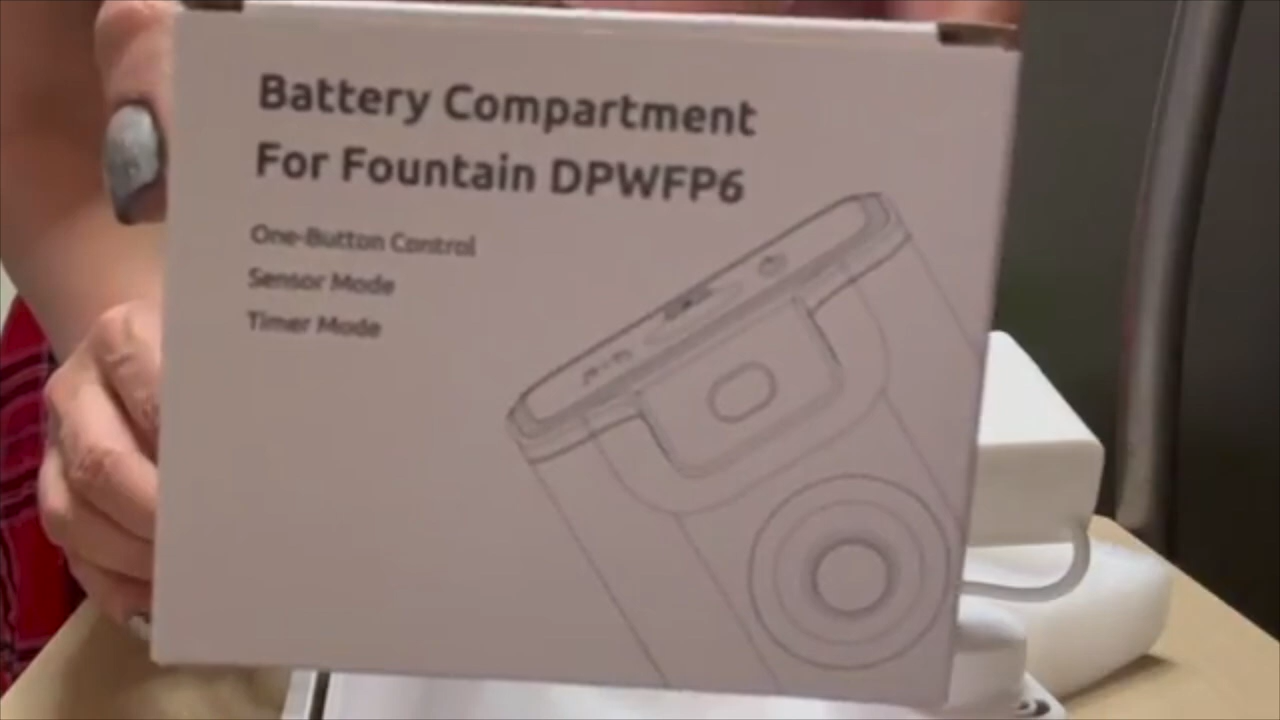 Battery Compartment
For Fountain DPWFP6
One-Button Control
Sensor Mode
Timer Mode